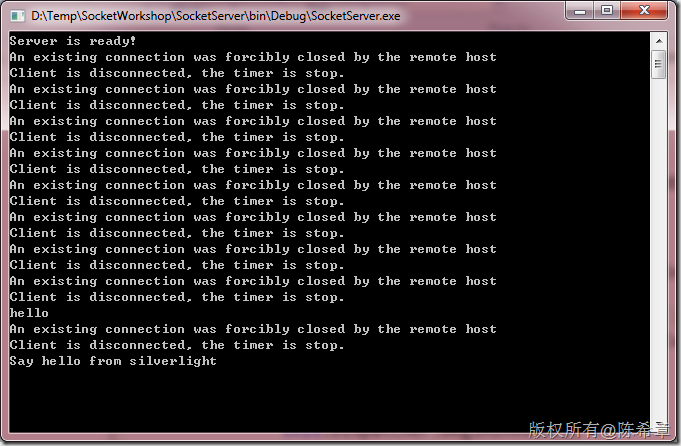 D:\Temp\SocketWorkshop\SocketServer\bin\Debug\SocketServer.exe
Server is ready!
An existing connection was forcibly closed by the remote host
Client is disconnected, the timer is stop.
An existing connection was forcibly closed by the remote host
Client is disconnected, the timer is stop.
An existing connection was forcibly closed by the remote host
Client is disconnected, the timer is stop.
An existing connection was forcibly closed by the remote host
Client is disconnected, the timer is stop.
An existing connection was forcibly closed by the remote host
Client is disconnected, the timer is stop.
An existing connection was forcibly closed by the remote host
Client is disconnected, the timer is stop.
An existing connection was forcibly closed by the remote host
Client is disconnected, the timer is stop.
An existing connection was forcibly closed by the remote host
Client is disconnected, the timer is stop.
hello
An existing connection was forcibly closed by the remote host
Client is disconnected, the timer is stop.
Say hello from silverlight
版权所有@陈希章